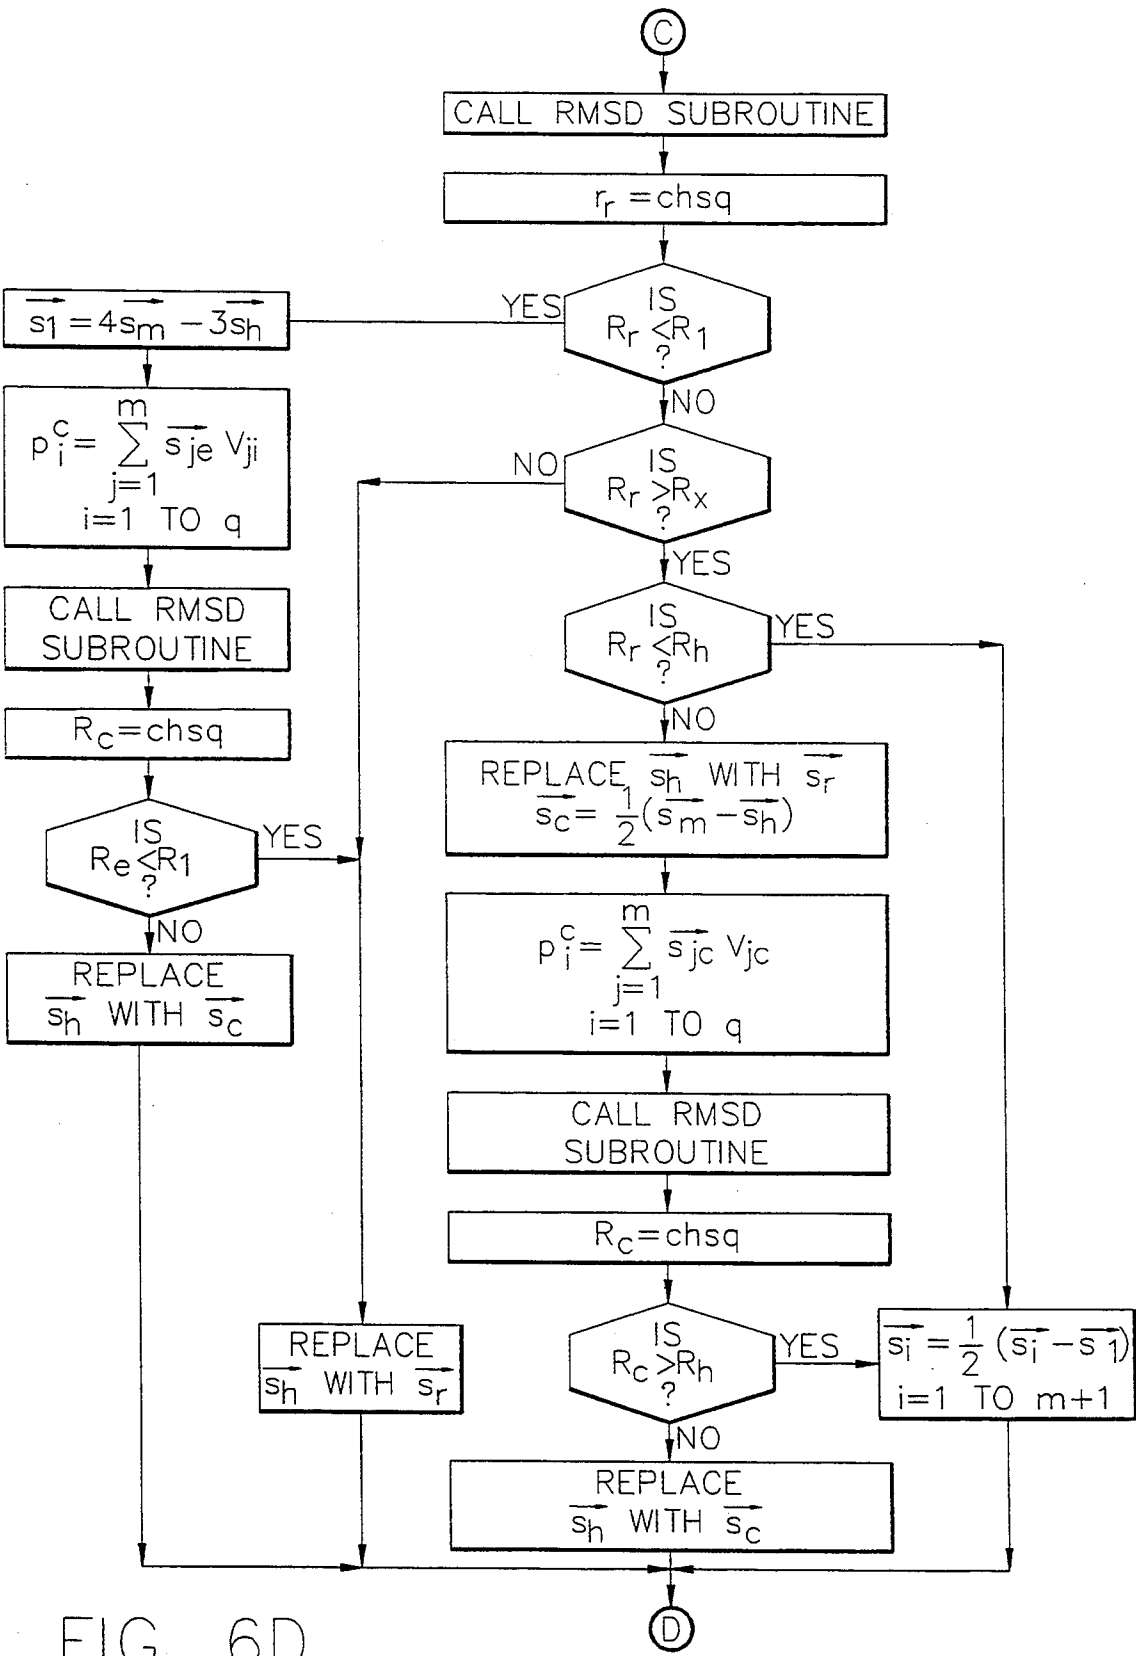 C
CALL RMSD SUBROUTINE
r_r = chsq
IS
R_r < R_1
?
YES
NO
s_1 = 4s_m - 3s_h
p_i^c = m
∑ s_je V_ji
j=1
i=1 TO q
CALL RMSD
SUBROUTINE
R_c = chsq
IS
R_e < R_1
?
YES
NO
REPLACE
s_h WITH s_c
IS
R_r > R_x
?
NO
YES
IS
R_r < R_h
?
YES
NO
REPLACE s_h WITH s_r
s_c = 1/2 (s_m - s_h)
p_i^c = m
∑ s_jc V_jc
j=1
i=1 TO q
CALL RMSD
SUBROUTINE
R_c = chsq
IS
R_c > R_h
?
YES
NO
REPLACE
s_h WITH s_r
s_i = 1/2 (s_i - s_1)
i=1 TO m+1
REPLACE
s_h WITH s_c
D
FIG. 6D